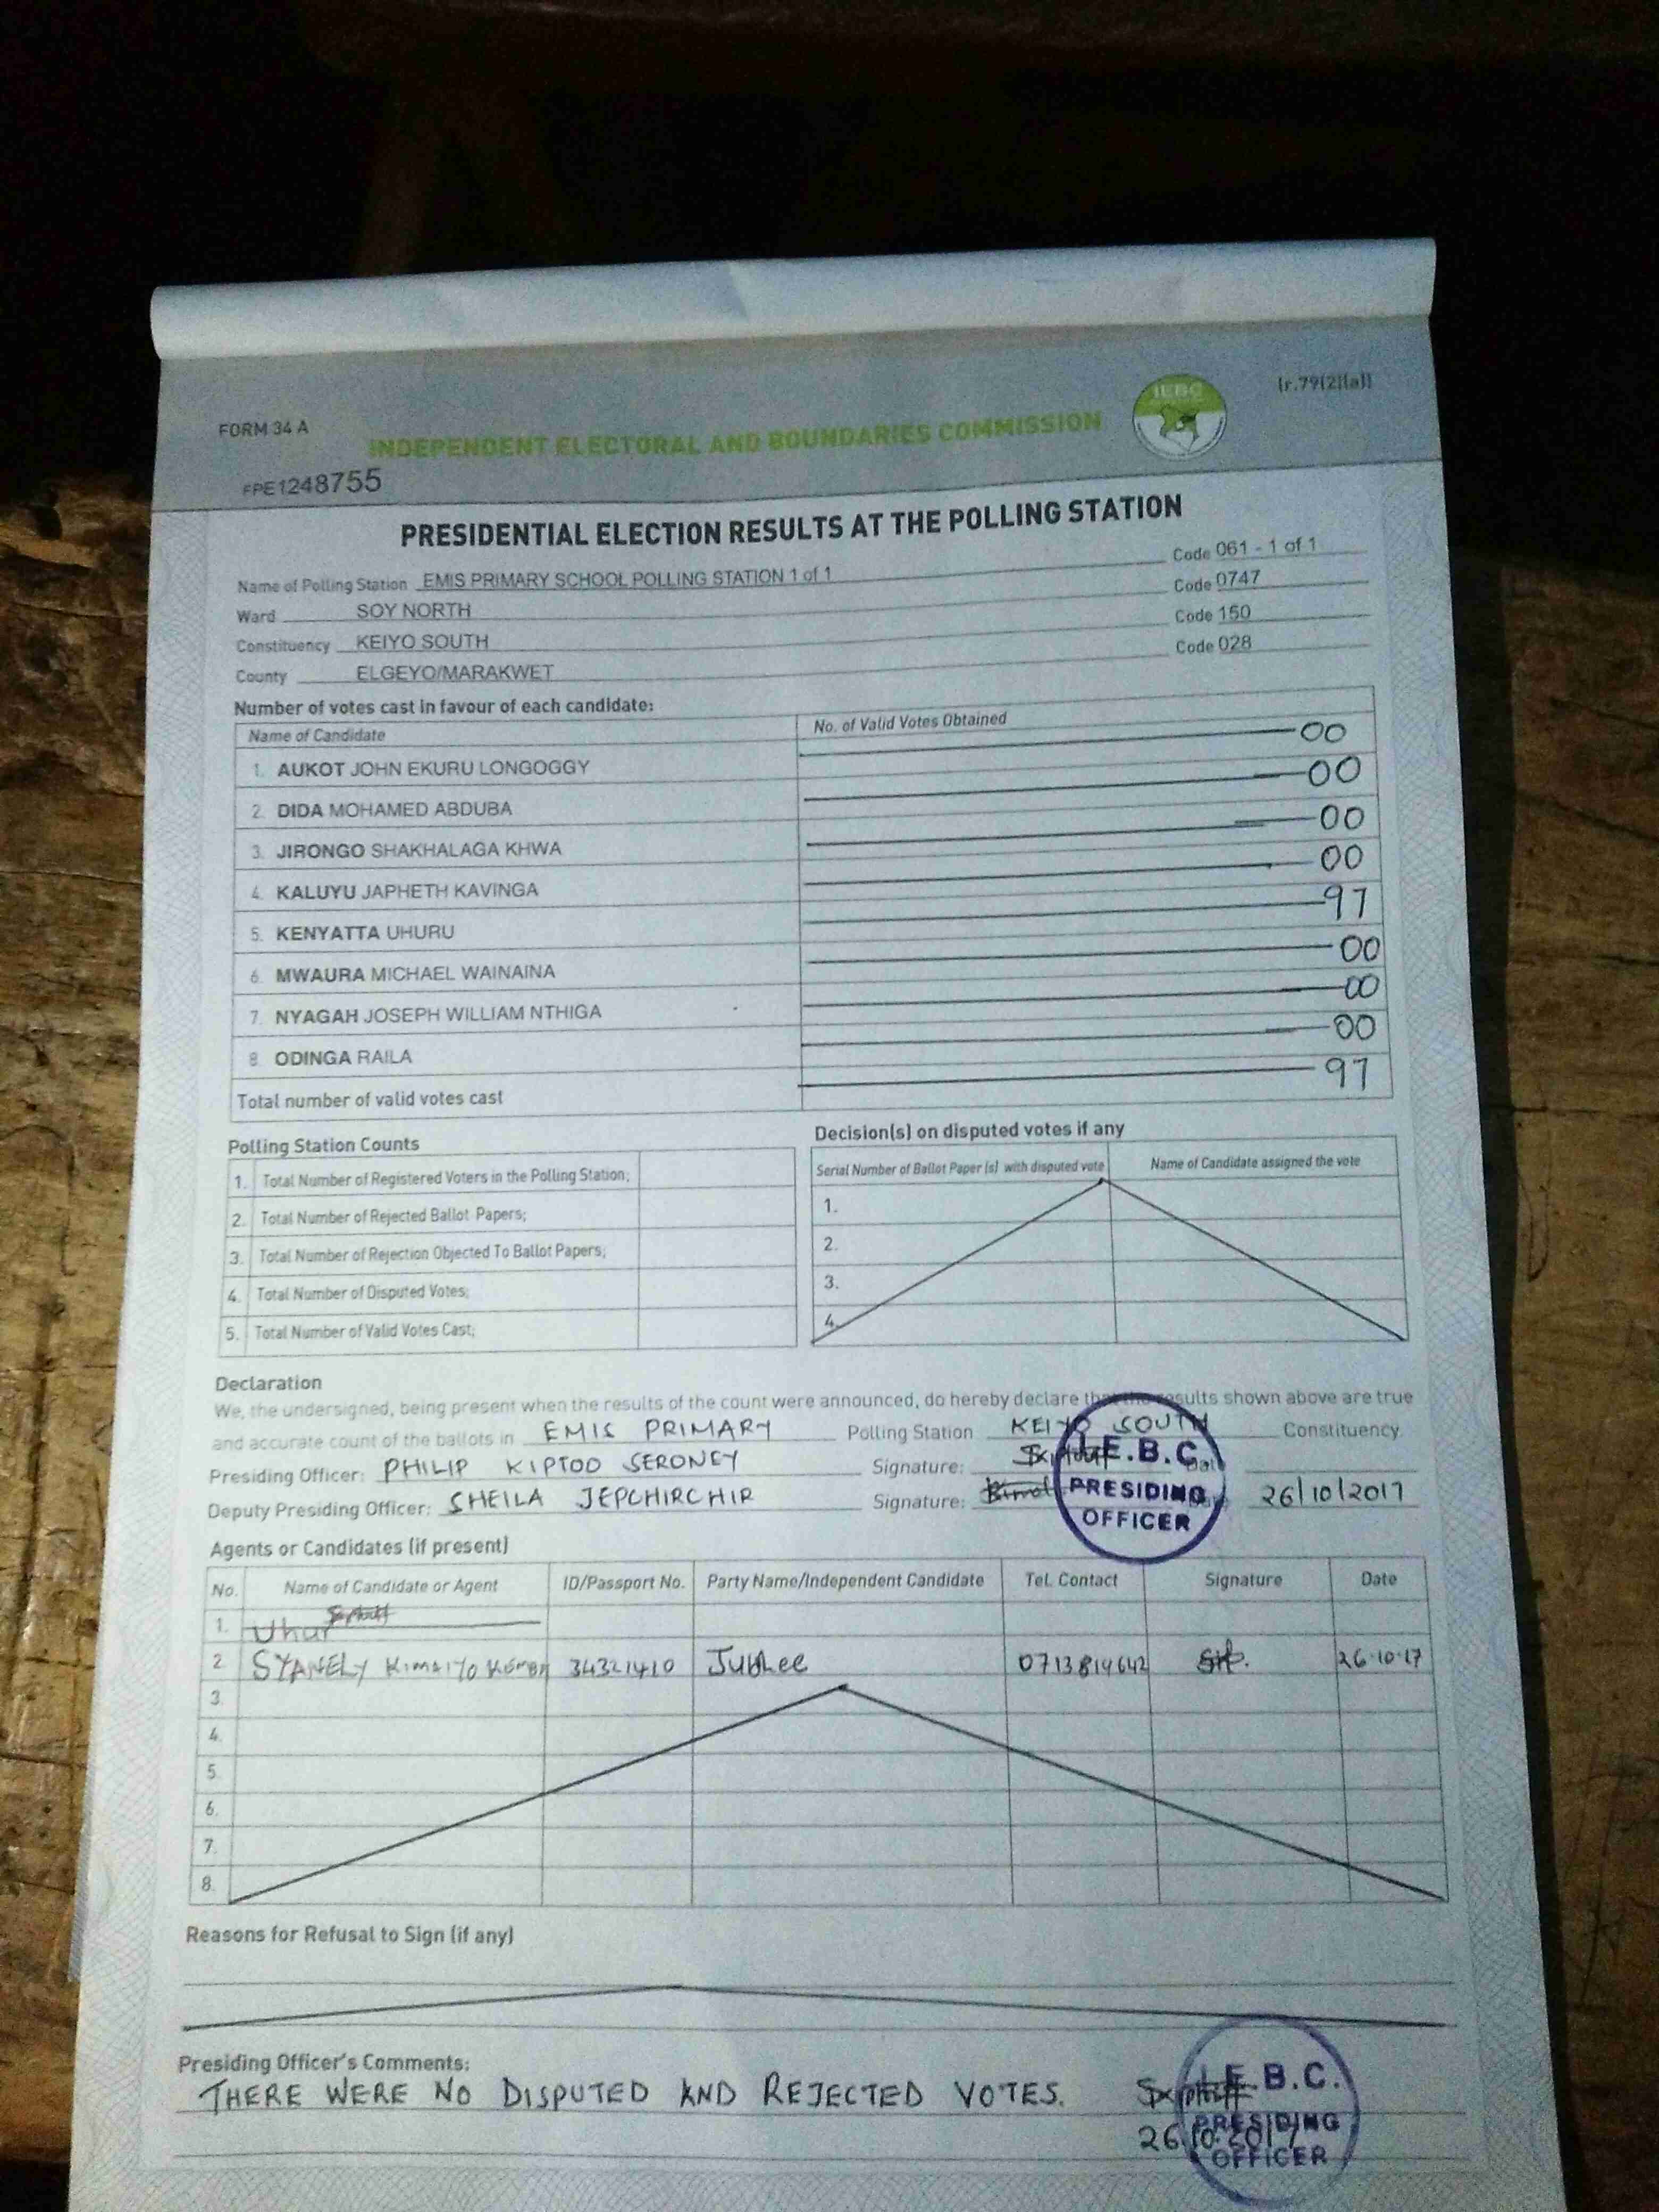 IEBC
(r.79(2)(a))
FORM 34 A
INDEPENDENT ELECTORAL AND BOUNDARIES COMMISSION
FPE1248755
PRESIDENTIAL ELECTION RESULTS AT THE POLLING STATION
Name of Polling Station EMIS PRIMARY SCHOOL POLLING STATION 1 of 1 Code 061 - 1 of 1
Ward SOY NORTH Code 0747
Constituency KEIYO SOUTH Code 150
County ELGEYO/MARAKWET Code 028
Number of votes cast in favour of each candidate:
Name of Candidate No. of Valid Votes Obtained
1. AUKOT JOHN EKURU LONGOGGY 00
2. DIDA MOHAMED ABDUBA 00
3. JIRONGO SHAKHALAGA KHWA 00
4. KALUYU JAPHETH KAVINGA 00
5. KENYATTA UHURU 97
6. MWAURA MICHAEL WAINAINA 00
7. NYAGAH JOSEPH WILLIAM NTHIGA 00
8. ODINGA RAILA 00
Total number of valid votes cast 97
Polling Station Counts
1. Total Number of Registered Voters in the Polling Station;
2. Total Number of Rejected Ballot Papers;
3. Total Number of Rejection Objected To Ballot Papers;
4. Total Number of Disputed Votes;
5. Total Number of Valid Votes Cast;
Decision(s) on disputed votes if any
Serial Number of Ballot Paper (s) with disputed vote Name of Candidate assigned the vote
1.
2.
3.
4.
Declaration
We, the undersigned, being present when the results of the count were announced, do hereby declare that the results shown above are true
and accurate count of the ballots in EMIS PRIMARY Polling Station KEIYO SOUTH Constituency.
Presiding Officer: PHILIP KIPTOO SERONEY Signature: Date
Deputy Presiding Officer: SHEILA JEPCHIRCHIR Signature: Date 26/10/2017
I.E.B.C.
PRESIDING
OFFICER
Agents or Candidates (if present)
No. Name of Candidate or Agent ID/Passport No. Party Name/Independent Candidate Tel. Contact Signature Date
1. Uhur
2. SYANELY KIMAIYO 34321410 Jubilee 0713814642 26.10.17
3.
4.
5.
6.
7.
8.
Reasons for Refusal to Sign (if any)
Presiding Officer's Comments:
THERE WERE NO DISPUTED AND REJECTED VOTES.
26.10.2017
I.E.B.C.
PRESIDING
OFFICER